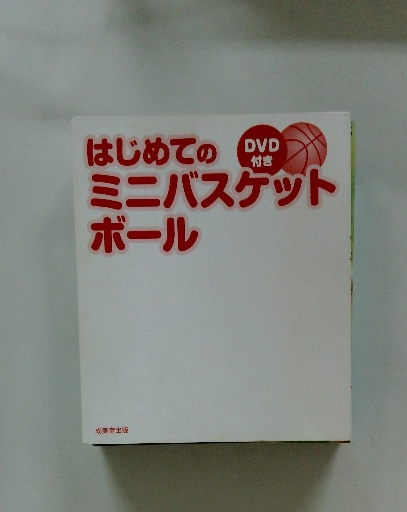 はじめての
DVD
付き
ミニバスケット
ボール
成美堂出版